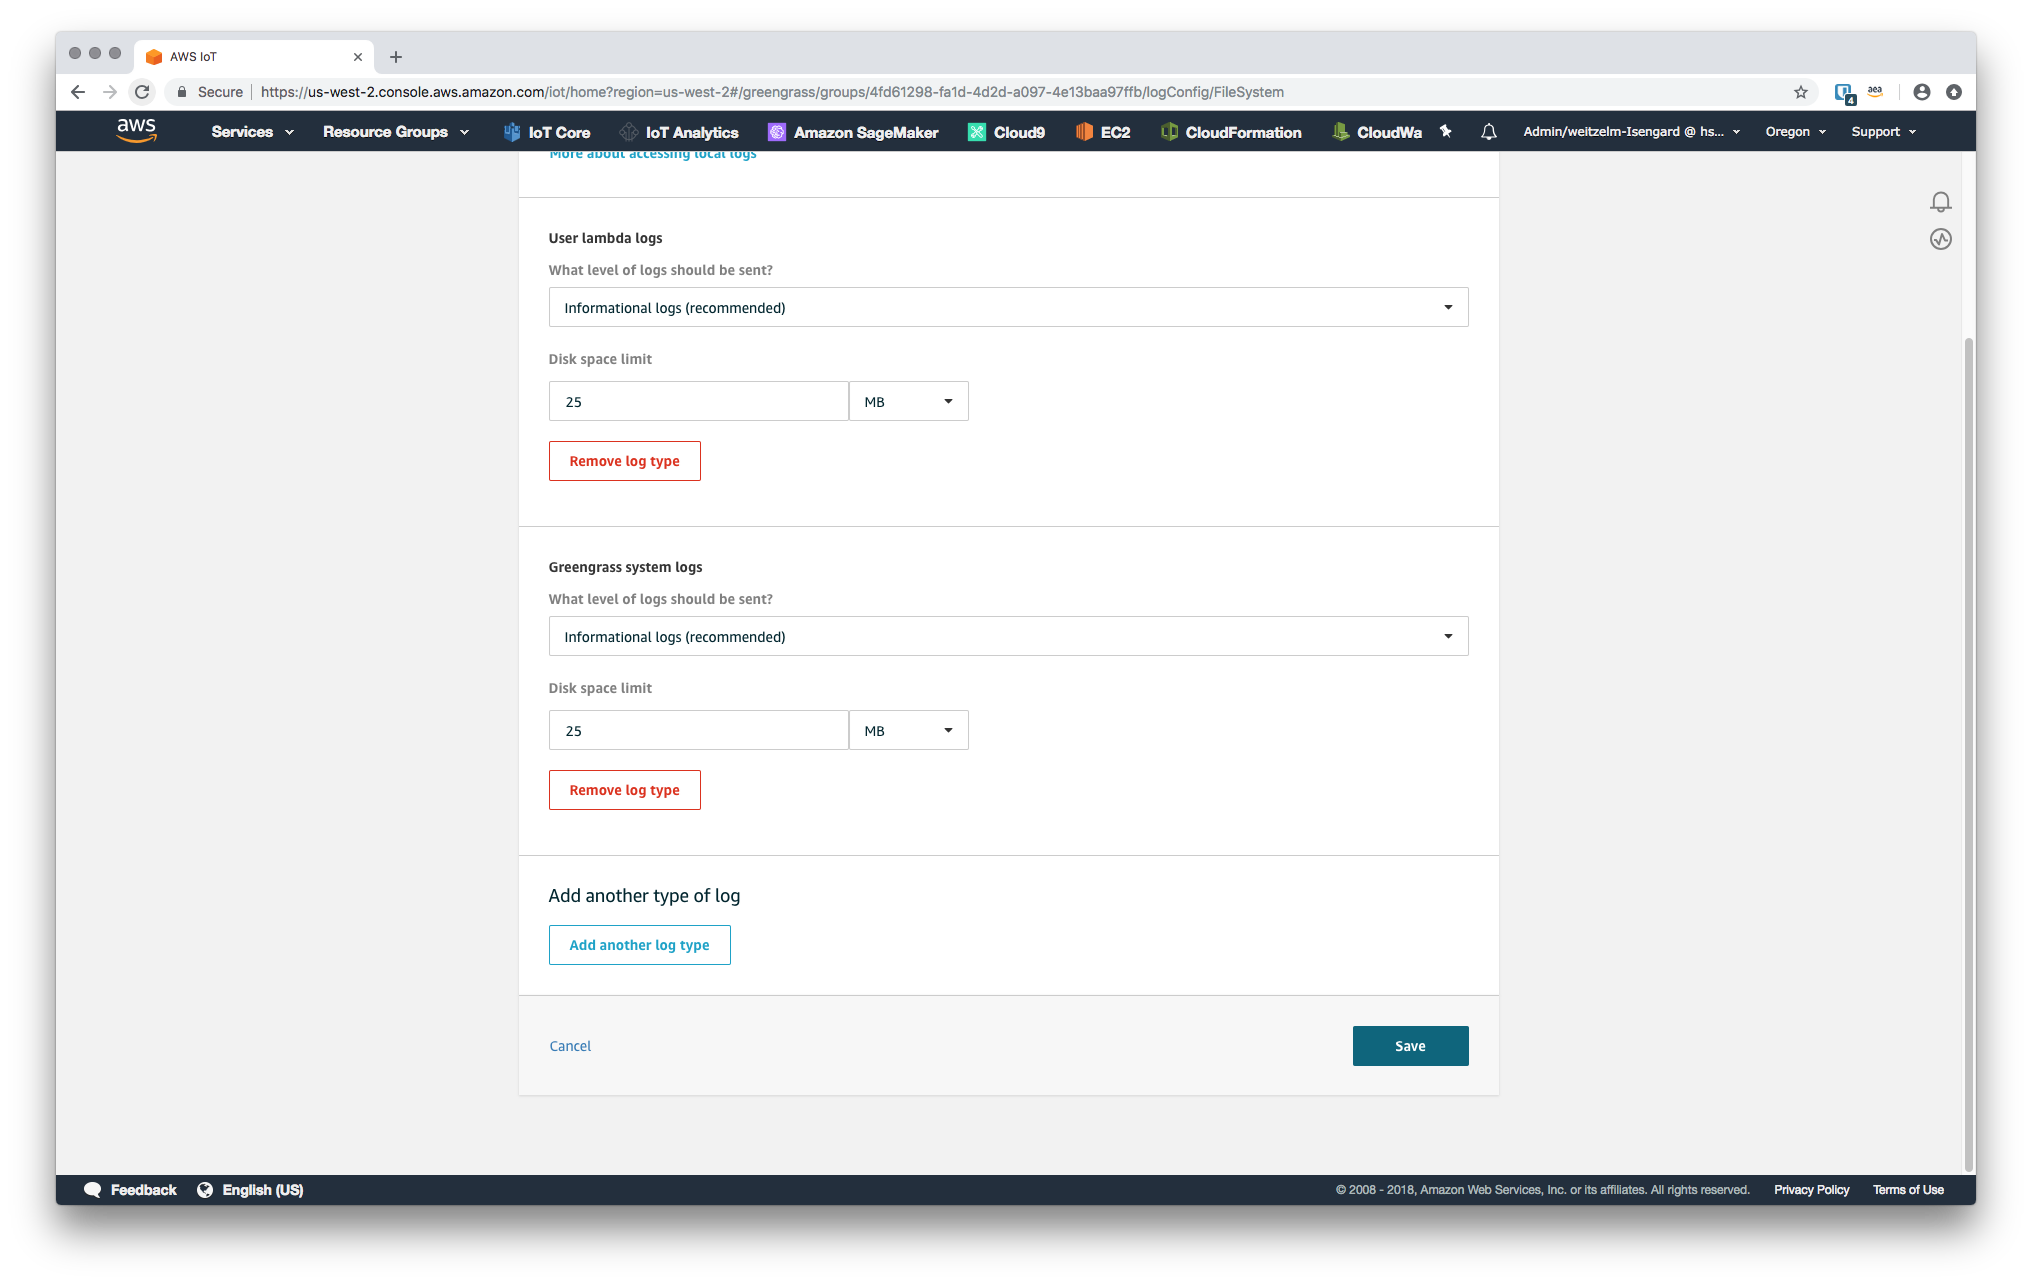 AWS IoT
Secure https://us-west-2.console.aws.amazon.com/iot/home?region=us-west-2#/greengrass/groups/4fd61298-fa1d-4d2d-a097-4e13baa97ffb/logConfig/FileSystem
4
aea
aws Services Resource Groups IoT Core IoT Analytics Amazon SageMaker Cloud9 EC2 CloudFormation CloudWa Admin/weitzelm-Isengard @ hs... Oregon Support
More about accessing local logs
User lambda logs
What level of logs should be sent?
Informational logs (recommended)
Disk space limit
25 MB
Remove log type
Greengrass system logs
What level of logs should be sent?
Informational logs (recommended)
Disk space limit
25 MB
Remove log type
Add another type of log
Add another log type
Cancel Save
Feedback English (US) © 2008 - 2018, Amazon Web Services, Inc. or its affiliates. All rights reserved. Privacy Policy Terms of Use